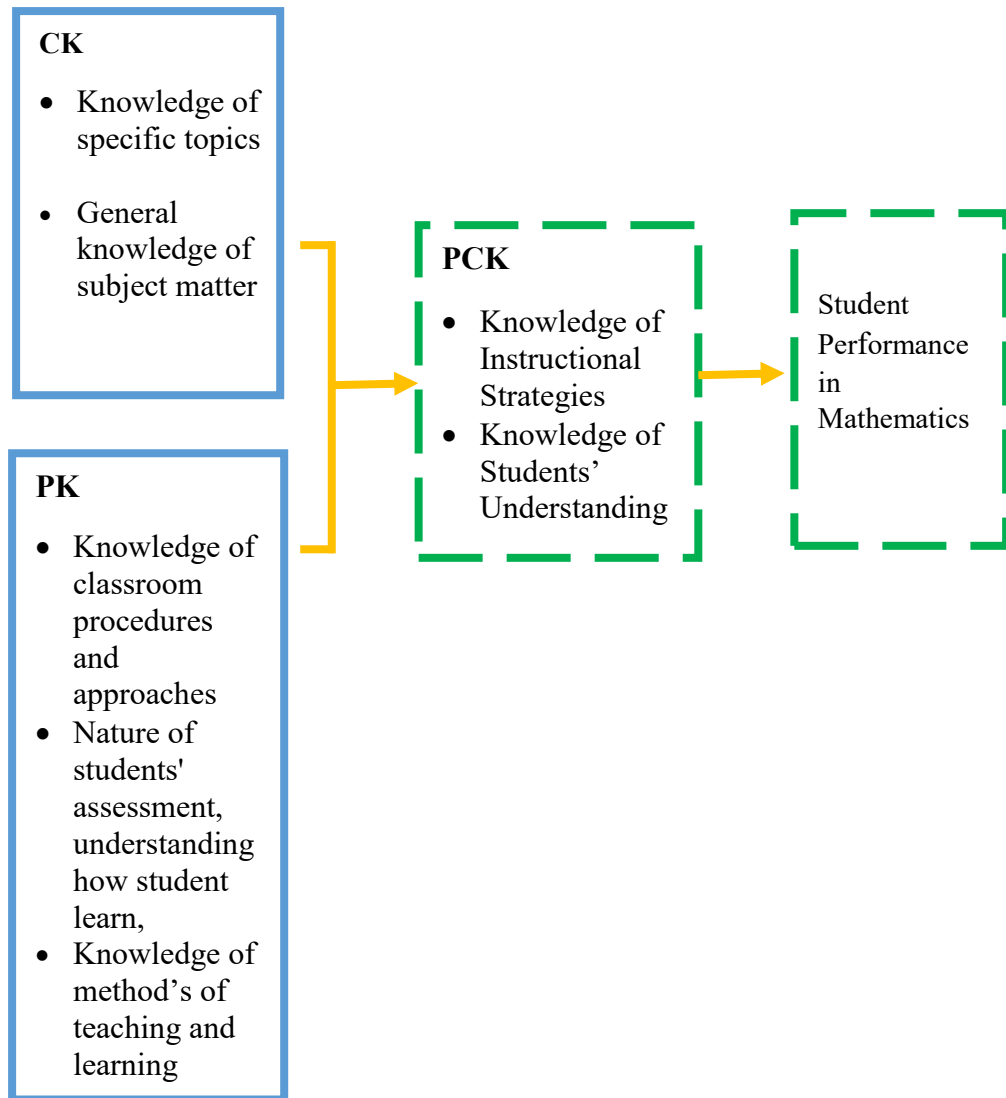 CK
• Knowledge of
specific topics
• General
knowledge of
subject matter
PK
• Knowledge of
classroom
procedures
and
approaches
• Nature of
students'
assessment,
understanding
how student
learn,
• Knowledge of
method’s of
teaching and
learning
PCK
• Knowledge of
Instructional
Strategies
• Knowledge of
Students’
Understanding
Student
Performance
in
Mathematics